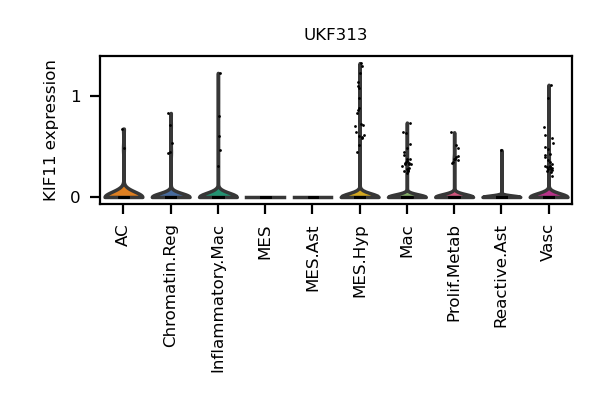 UKF313
KIF11 expression
1
0
AC
Chromatin.Reg
Inflammatory.Mac
MES
MES.Ast
MES.Hyp
Mac
Prolif.Metab
Reactive.Ast
Vasc